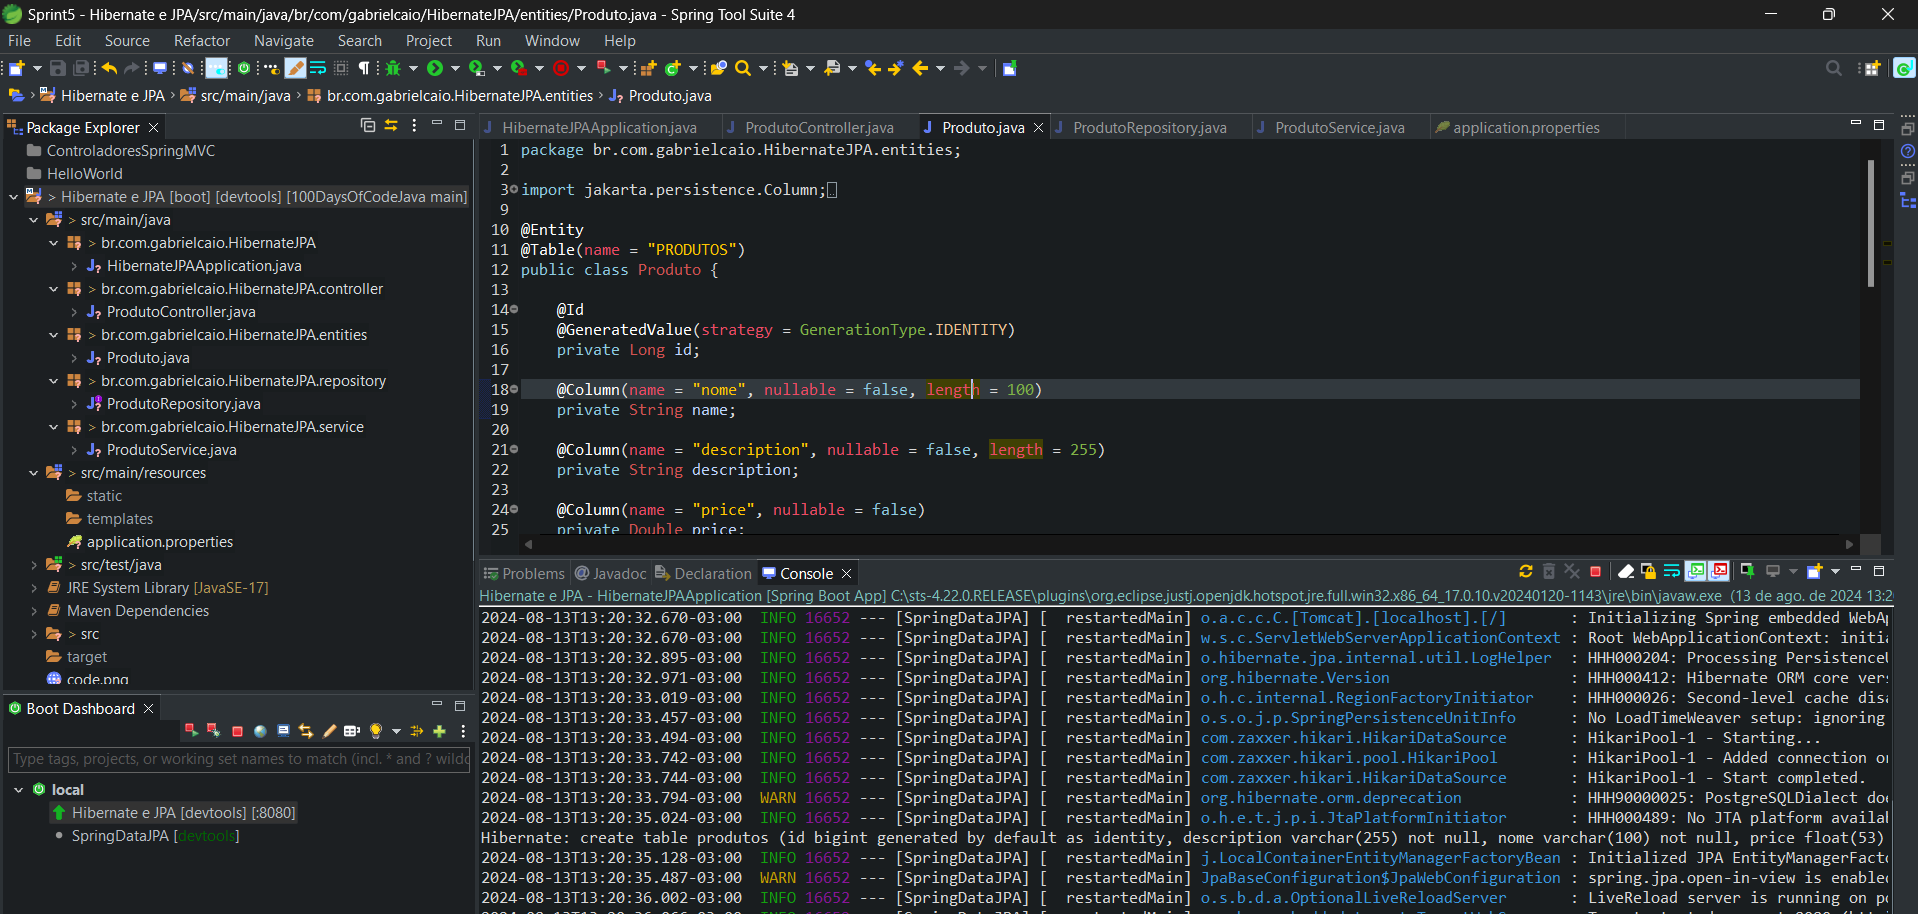 Sprint5 - Hibernate e JPA/src/main/java/br/com/gabrielcaio/HibernateJPA/entities/Produto.java - Spring Tool Suite 4
File Edit Source Refactor Navigate Search Project Run Window Help
Hibernate e JPA › src/main/java › br.com.gabrielcaio.HibernateJPA.entities › Produto.java
Package Explorer
ControladoresSpringMVC
HelloWorld
> Hibernate e JPA [boot] [devtools] [100DaysOfCodeJava main]
> src/main/java
> br.com.gabrielcaio.HibernateJPA
HibernateJPAApplication.java
> br.com.gabrielcaio.HibernateJPA.controller
ProdutoController.java
> br.com.gabrielcaio.HibernateJPA.entities
Produto.java
> br.com.gabrielcaio.HibernateJPA.repository
ProdutoRepository.java
> br.com.gabrielcaio.HibernateJPA.service
ProdutoService.java
> src/main/resources
static
templates
application.properties
> src/test/java
JRE System Library [JavaSE-17]
Maven Dependencies
> src
target
code.png
Boot Dashboard
Type tags, projects, or working set names to match (incl. * and ? wildc
local
Hibernate e JPA [devtools] [:8080]
SpringDataJPA [devtools]
HibernateJPAApplication.java ProdutoController.java Produto.java ProdutoRepository.java ProdutoService.java application.properties
1 package br.com.gabrielcaio.HibernateJPA.entities;
2
3 import jakarta.persistence.Column;
9
10 @Entity
11 @Table(name = "PRODUTOS")
12 public class Produto {
13
14 @Id
15 @GeneratedValue(strategy = GenerationType.IDENTITY)
16 private Long id;
17
18 @Column(name = "nome", nullable = false, length = 100)
19 private String name;
20
21 @Column(name = "description", nullable = false, length = 255)
22 private String description;
23
24 @Column(name = "price", nullable = false)
25 private Double price;
Problems Javadoc Declaration Console
Hibernate e JPA - HibernateJPAApplication [Spring Boot App] C:\sts-4.22.0.RELEASE\plugins\org.eclipse.justj.openjdk.hotspot.jre.full.win32.x86_64_17.0.10.v20240120-1143\jre\bin\javaw.exe (13 de ago. de 2024 13:2
2024-08-13T13:20:32.670-03:00 INFO 16652 --- [SpringDataJPA] [ restartedMain] o.a.c.c.C.[Tomcat].[localhost].[/] : Initializing Spring embedded WebAp
2024-08-13T13:20:32.670-03:00 INFO 16652 --- [SpringDataJPA] [ restartedMain] w.s.c.ServletWebServerApplicationContext : Root WebApplicationContext: initia
2024-08-13T13:20:32.895-03:00 INFO 16652 --- [SpringDataJPA] [ restartedMain] o.hibernate.jpa.internal.util.LogHelper : HHH000204: Processing PersistenceU
2024-08-13T13:20:32.971-03:00 INFO 16652 --- [SpringDataJPA] [ restartedMain] org.hibernate.Version : HHH000412: Hibernate ORM core vers
2024-08-13T13:20:33.019-03:00 INFO 16652 --- [SpringDataJPA] [ restartedMain] o.h.c.internal.RegionFactoryInitiator : HHH000026: Second-level cache disa
2024-08-13T13:20:33.457-03:00 INFO 16652 --- [SpringDataJPA] [ restartedMain] o.s.o.j.p.SpringPersistenceUnitInfo : No LoadTimeWeaver setup: ignoring
2024-08-13T13:20:33.494-03:00 INFO 16652 --- [SpringDataJPA] [ restartedMain] com.zaxxer.hikari.HikariDataSource : HikariPool-1 - Starting...
2024-08-13T13:20:33.742-03:00 INFO 16652 --- [SpringDataJPA] [ restartedMain] com.zaxxer.hikari.pool.HikariPool : HikariPool-1 - Added connection or
2024-08-13T13:20:33.744-03:00 INFO 16652 --- [SpringDataJPA] [ restartedMain] com.zaxxer.hikari.HikariDataSource : HikariPool-1 - Start completed.
2024-08-13T13:20:33.794-03:00 WARN 16652 --- [SpringDataJPA] [ restartedMain] org.hibernate.orm.deprecation : HHH90000025: PostgreSQLDialect doe
2024-08-13T13:20:35.024-03:00 INFO 16652 --- [SpringDataJPA] [ restartedMain] o.h.e.t.j.p.i.JtaPlatformInitiator : HHH000489: No JTA platform availab
Hibernate: create table produtos (id bigint generated by default as identity, description varchar(255) not null, nome varchar(100) not null, price float(53)
2024-08-13T13:20:35.128-03:00 INFO 16652 --- [SpringDataJPA] [ restartedMain] j.LocalContainerEntityManagerFactoryBean : Initialized JPA EntityManagerFacto
2024-08-13T13:20:35.487-03:00 WARN 16652 --- [SpringDataJPA] [ restartedMain] JpaBaseConfiguration$JpaWebConfiguration : spring.jpa.open-in-view is enabled
2024-08-13T13:20:36.002-03:00 INFO 16652 --- [SpringDataJPA] [ restartedMain] o.s.b.d.a.OptionalLiveReloadServer : LiveReload server is running on po